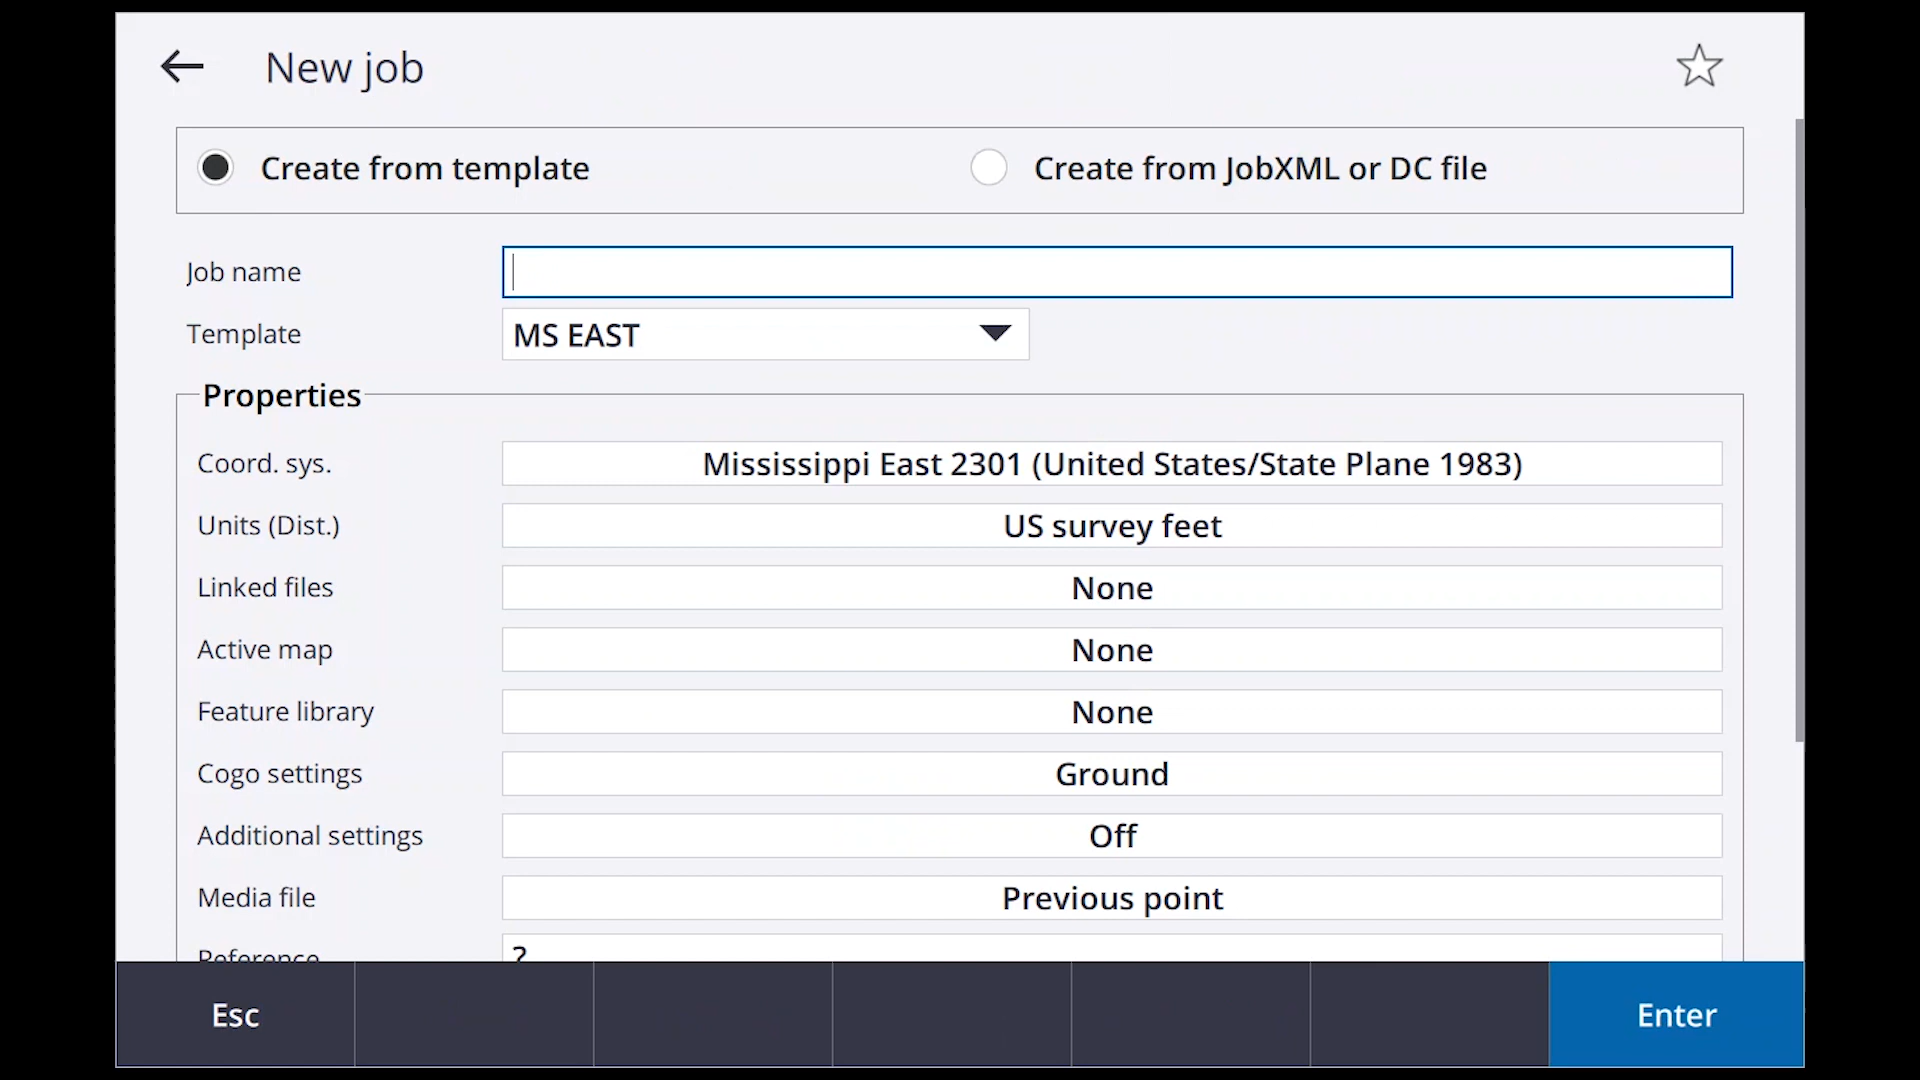 New job
Create from template
Create from JobXML or DC file
Job name
Template MS EAST
Properties
Coord. sys. Mississippi East 2301 (United States/State Plane 1983)
Units (Dist.) US survey feet
Linked files None
Active map None
Feature library None
Cogo settings Ground
Additional settings Off
Media file Previous point
Reference ?
Esc
Enter